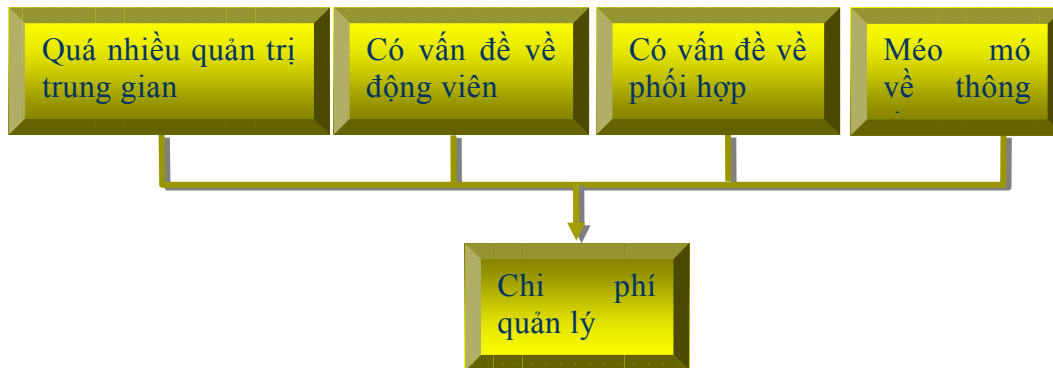 Quá nhiều quản trị
trung gian
Có vấn đề về
động viên
Có vấn đề về
phối hợp
Méo mó
về thông
Chi phí
quản lý